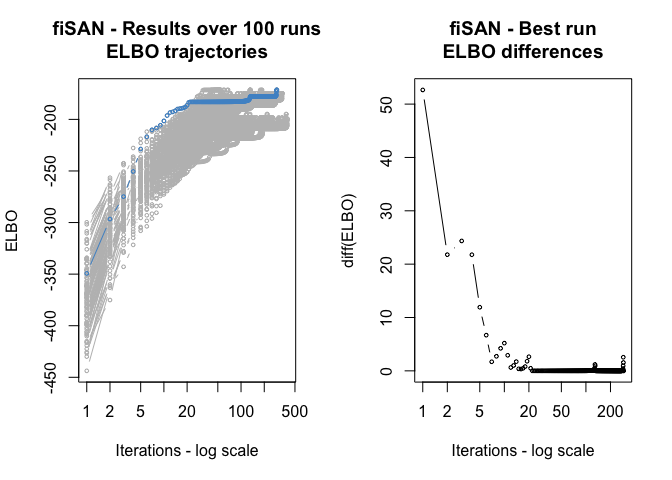 fiSAN - Results over 100 runs
ELBO trajectories
ELBO
-200
-250
-300
-350
-400
-450
1 2 5 20 100 500
Iterations - log scale
fiSAN - Best run
ELBO differences
diff(ELBO)
50
40
30
20
10
0
1 2 5 20 50 200
Iterations - log scale